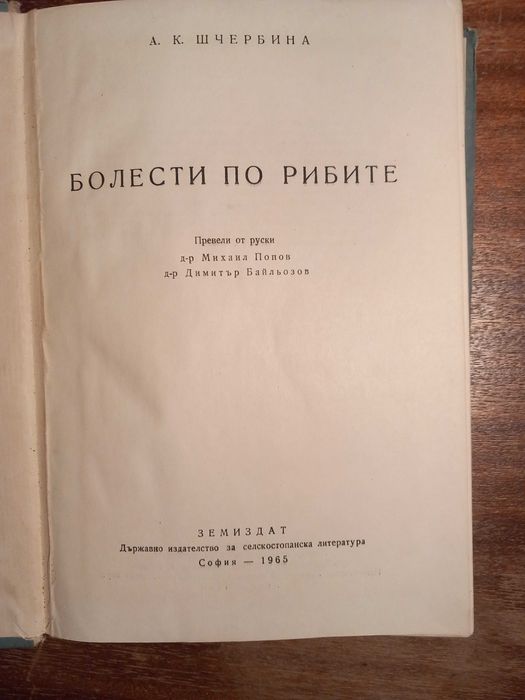 А. К. ШЧЕРБИНА
БОЛЕСТИ ПО РИБИТЕ
Превели от руски
д-р Михаил Попов
д-р Димитър Байльозов
ЗЕМИЗДАТ
Държавно издателство за селскостопанска литература
София — 1965